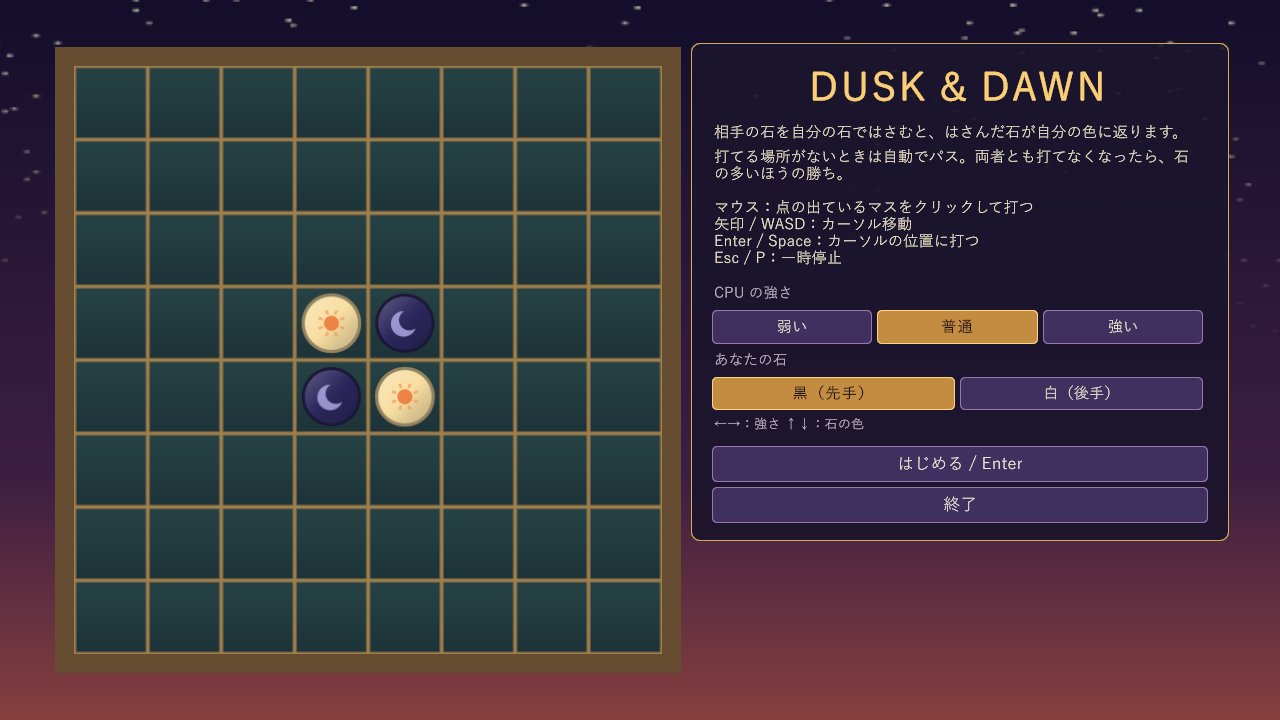 DUSK & DAWN
相手の石を自分の石ではさむと、はさんだ石が自分の色に返ります。
打てる場所がないときは自動でパス。両者とも打てなくなったら、石
の多いほうの勝ち。
マウス：点の出ているマスをクリックして打つ
矢印 / WASD：カーソル移動
Enter / Space：カーソルの位置に打つ
Esc / P：一時停止
CPU の強さ
弱い 普通 強い
あなたの石
黒（先手） 白（後手）
←→：強さ ↑↓：石の色
はじめる / Enter
終了